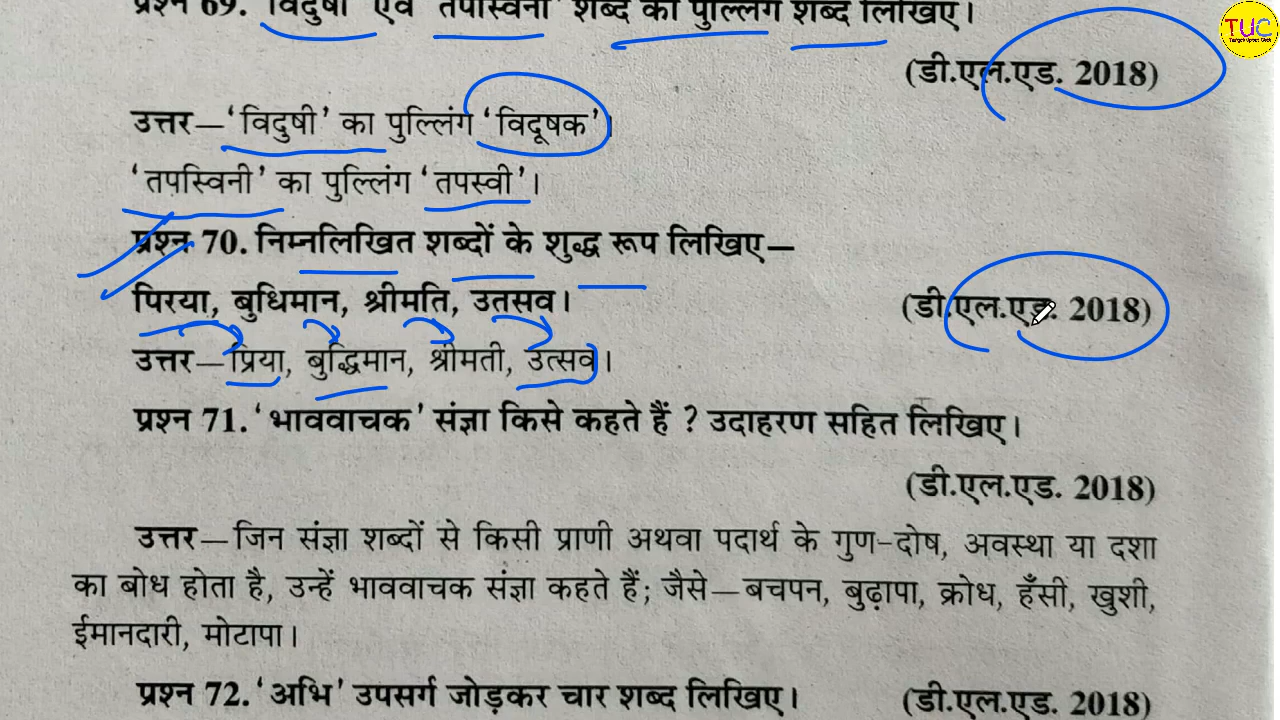 प्रश्न 69. 'विदुषी' एवं 'तपस्विनी' शब्द का पुल्लिंग शब्द लिखिए।
TUC
(डी.एल.एड. 2018)
उत्तर–'विदुषी' का पुल्लिंग 'विदूषक'।
'तपस्विनी' का पुल्लिंग 'तपस्वी'।
प्रश्न 70. निम्नलिखित शब्दों के शुद्ध रूप लिखिए–
पिरया, बुधिमान, श्रीमति, उतसव। (डी.एल.एड. 2018)
उत्तर–प्रिया, बुद्धिमान, श्रीमती, उत्सव।
प्रश्न 71. 'भाववाचक' संज्ञा किसे कहते हैं ? उदाहरण सहित लिखिए।
(डी.एल.एड. 2018)
उत्तर–जिन संज्ञा शब्दों से किसी प्राणी अथवा पदार्थ के गुण-दोष, अवस्था या दशा
का बोध होता है, उन्हें भाववाचक संज्ञा कहते हैं; जैसे–बचपन, बुढ़ापा, क्रोध, हँसी, खुशी,
ईमानदारी, मोटापा।
प्रश्न 72. 'अभि' उपसर्ग जोड़कर चार शब्द लिखिए। (डी.एल.एड. 2018)